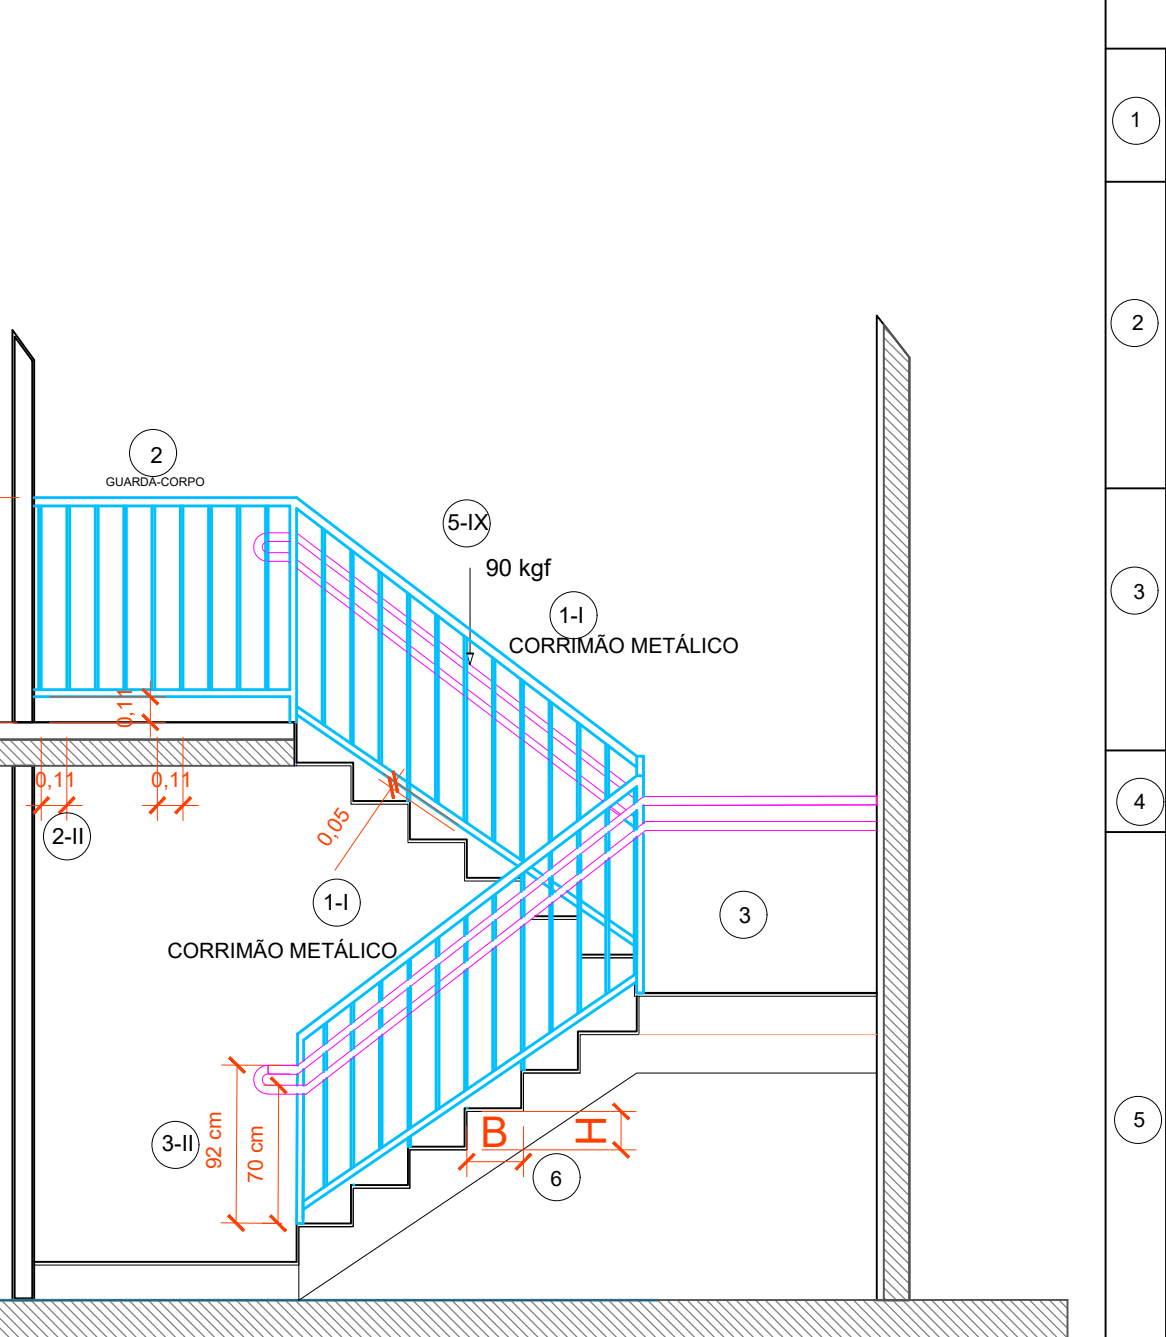 1
2
2
GUARDA-CORPO
5-IX
90 kgf
1-I
CORRIMÃO METÁLICO
3
0,11
0,11
0,11
4
2-II
0,05
1-I
3
CORRIMÃO METÁLICO
92 cm
70 cm
3-II
B
H
5
6